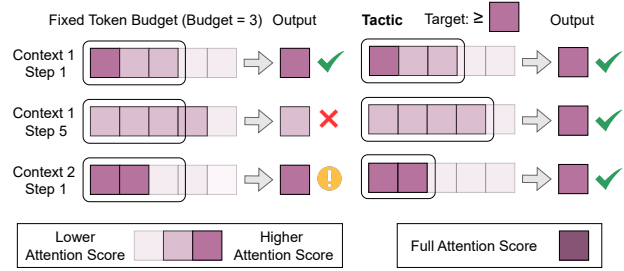 Fixed Token Budget (Budget = 3) Output Tactic Target: ≥ Output
Context 1
Step 1
Context 1
Step 5
Context 2
Step 1
Lower
Attention Score
Higher
Attention Score
Full Attention Score